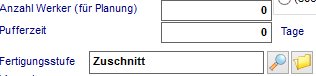 Anzahl Werker (für Planung) 0
Pufferzeit 0 Tage
Fertigungsstufe Zuschnitt